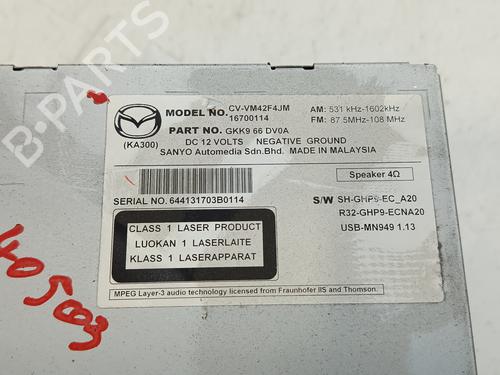 MODEL NO. CV-VM42F4JM AM: 531 kHz-1602kHz
16700114 FM: 87.5MHz-108 MHz
PART NO. GKK9 66 DV0A
(KA300) DC 12 VOLTS NEGATIVE GROUND
SANYO Automedia Sdn.Bhd. MADE IN MALAYSIA
Speaker 4Ω
SERIAL NO. 644131703B0114
S/W SH-GHP9-EC_A20
R32-GHP9-ECNA20
USB-MN949 1.13
CLASS 1 LASER PRODUCT
LUOKAN 1 LASERLAITE
KLASS 1 LASERAPPARAT
MPEG Layer-3 audio technology licensed from Fraunhofer IIS and Thomson.
B-PARTS